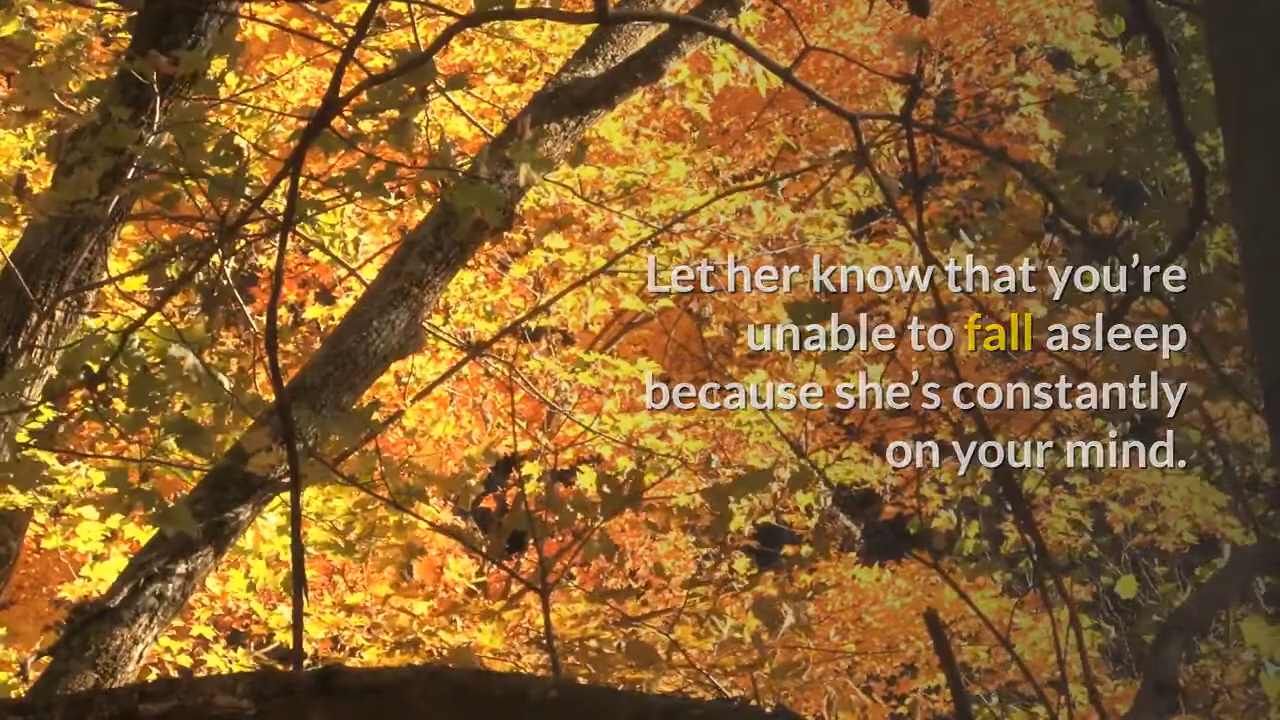 Let her know that you’re
unable to fall asleep
because she’s constantly
on your mind.